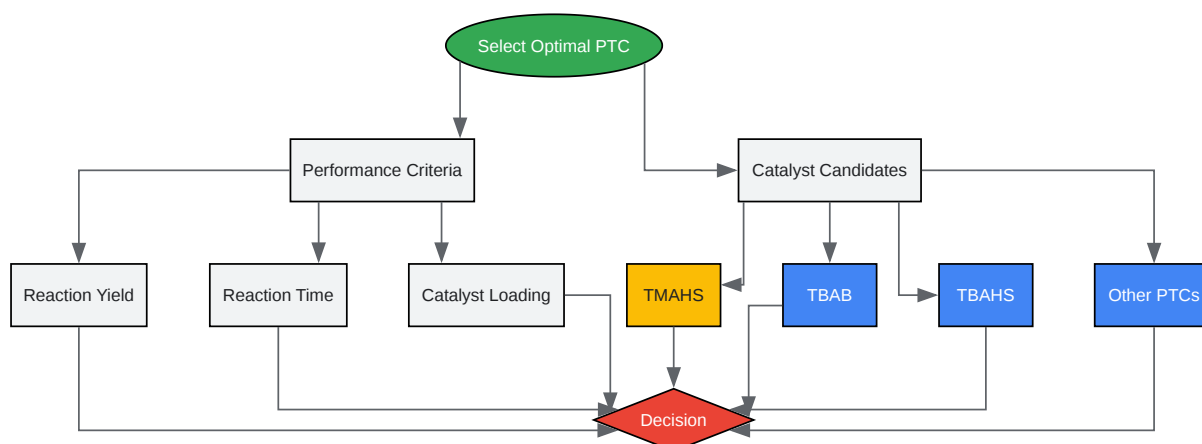 Select Optimal PTC
Performance Criteria
Catalyst Candidates
Reaction Yield
Reaction Time
Catalyst Loading
TMAHS
TBAB
TBAHS
Other PTCs
Decision